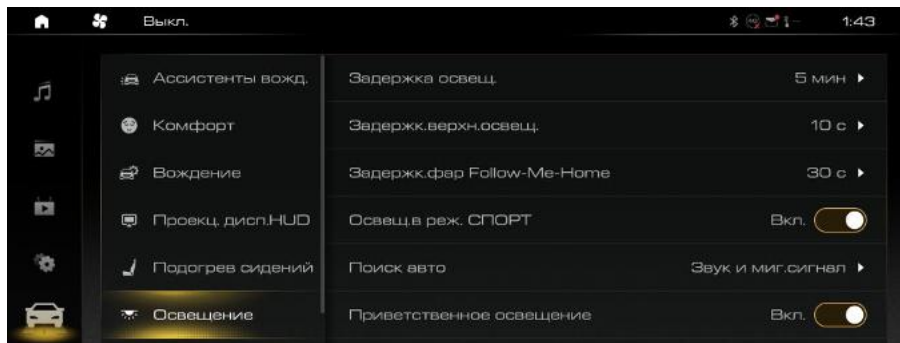 Выкл. 1:43
Ассистенты вожд.
Комфорт
Вождение
Проекц. дисп.HUD
Подогрев сидений
Освещение
Задержка освещ. 5 мин
Задержк.верхн.освещ. 10 с
Задержк.фар Follow-Me-Home 30 с
Освещ.в реж. СПОРТ Вкл.
Поиск авто Звук и миг.сигнал
Приветственное освещение Вкл.